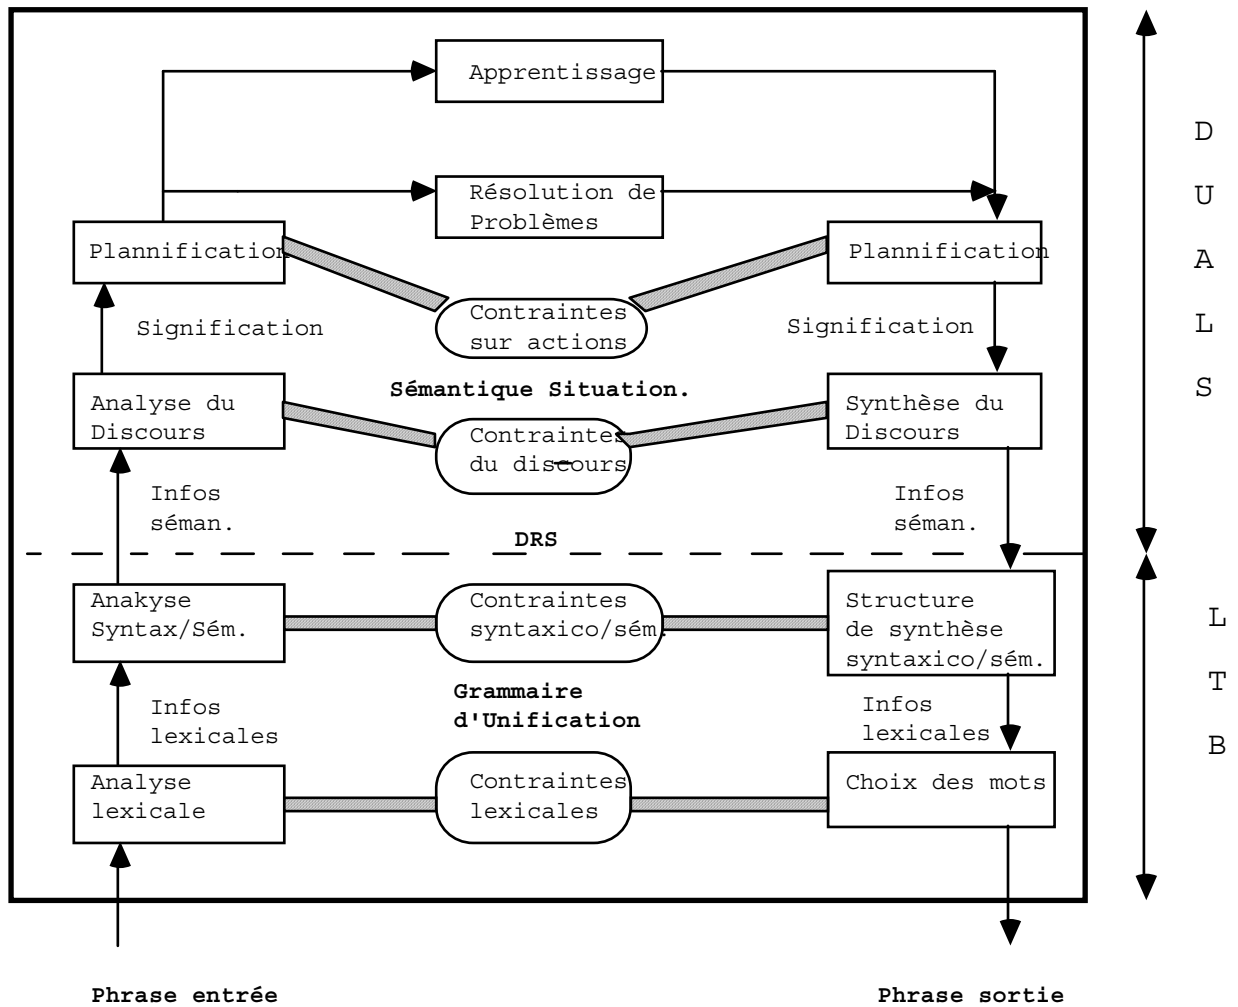 Apprentissage
Résolution de
Problèmes
Plannification
Plannification
Contraintes
sur actions
Signification
Signification
Sémantique Situation.
Analyse du
Discours
Contraintes
du discours
Synthèse du
Discours
Infos
séman.
Infos
séman.
DRS
Anakyse
Syntax/Sém.
Contraintes
syntaxico/sém.
Structure
de synthèse
syntaxico/sém.
Grammaire
d'Unification
Infos
lexicales
Infos
lexicales
Analyse
lexicale
Contraintes
lexicales
Choix des mots
Phrase entrée
Phrase sortie
D
U
A
L
S
L
T
B